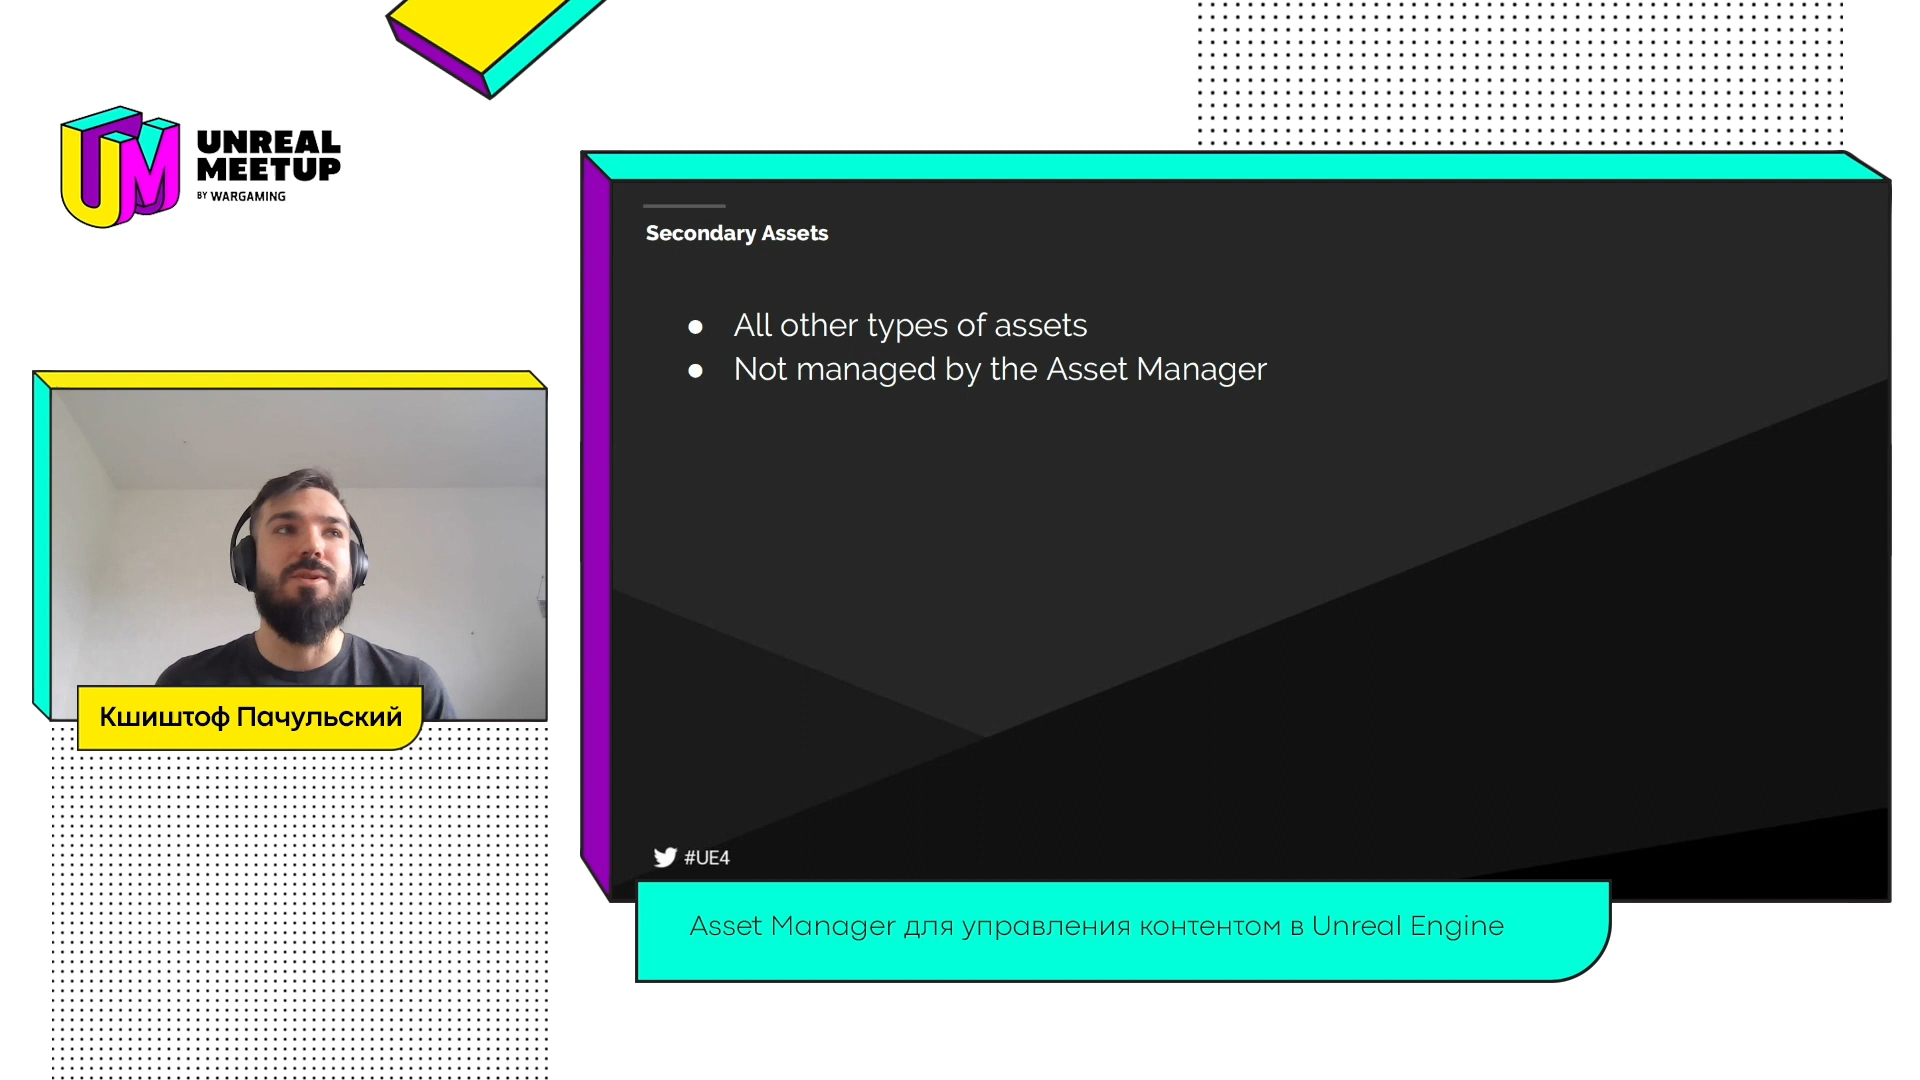 UNREAL
MEETUP
BY WARGAMING
Secondary Assets
● All other types of assets
● Not managed by the Asset Manager
Кшиштоф Пачульский
#UE4
Asset Manager для управления контентом в Unreal Engine